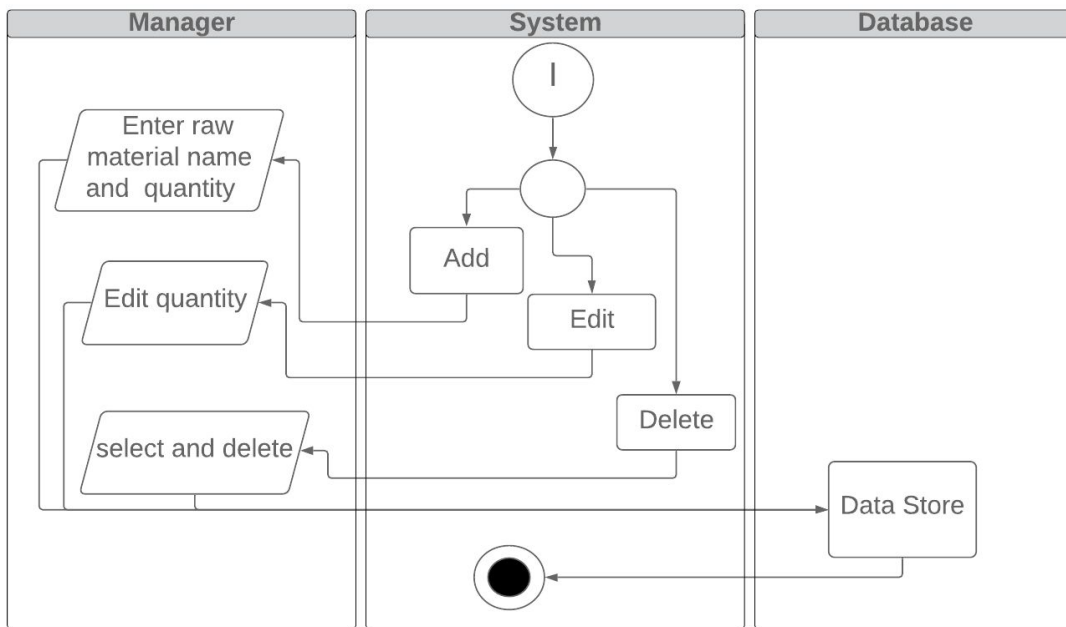 Manager
System
Database
I
Enter raw
material name
and quantity
Add
Edit quantity
Edit
Delete
select and delete
Data Store